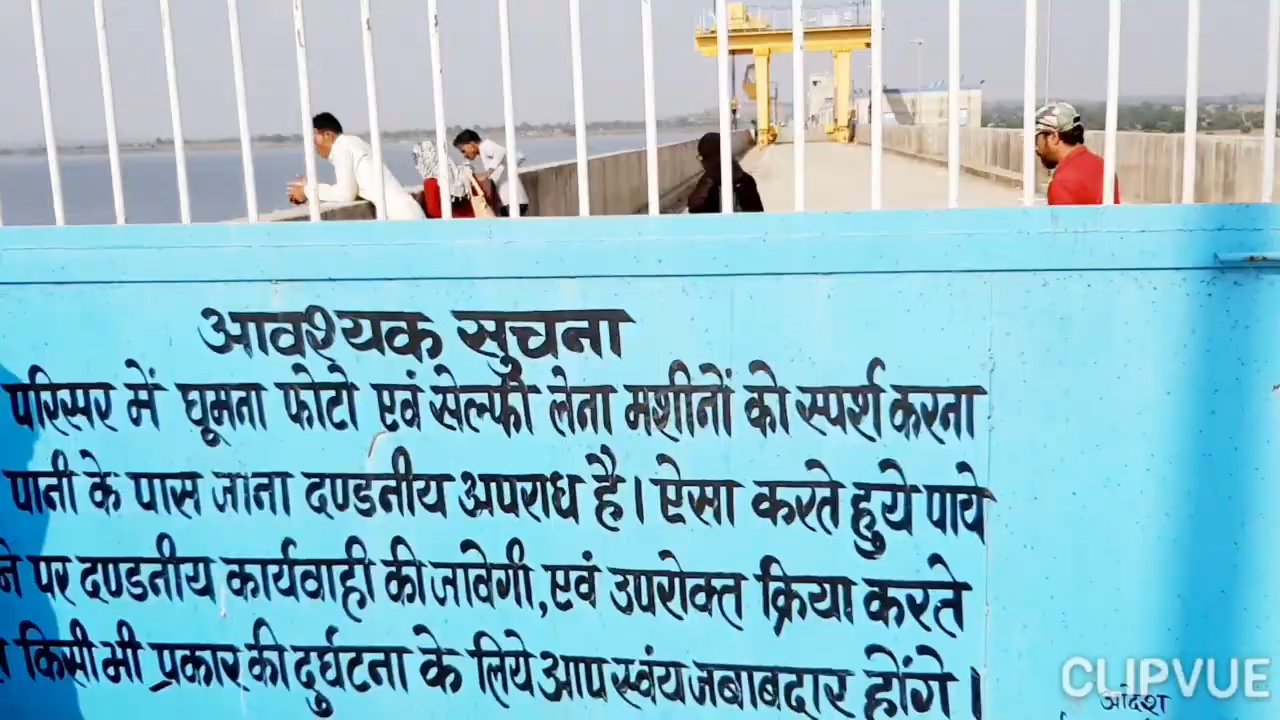 आवश्यक सुचना
परिसर में घूमना फोटो एवं सेल्फी लेना मशीनों को स्पर्श करना
पानी के पास जाना दण्डनीय अपराध है। ऐसा करते हुये पाये
पर दण्डनीय कार्यवाही की जावेगी, एवं उपरोक्त क्रिया करते
किसी भी प्रकार की दुर्घटना के लिये आप स्वंय जबाबदार होंगे।
आदेश
CLIPVUE